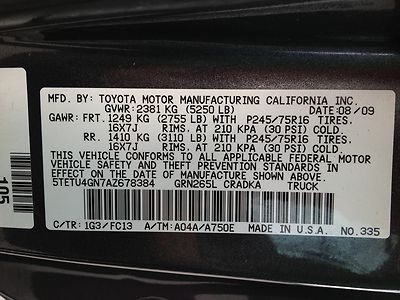 MFD. BY: TOYOTA MOTOR MANUFACTURING CALIFORNIA INC.
GVWR: 2381 KG (5250 LB) DATE: 08/09
GAWR: FRT. 1249 KG (2755 LB) WITH P245/75R16 TIRES.
16X7J RIMS. AT 210 KPA (30 PSI) COLD.
RR. 1410 KG (3110 LB) WITH P245/75R16 TIRES.
16X7J RIMS. AT 210 KPA (30 PSI) COLD.
THIS VEHICLE CONFORMS TO ALL APPLICABLE FEDERAL MOTOR
VEHICLE SAFETY AND THEFT PREVENTION STANDARDS IN
EFFECT ON THE DATE OF MANUFACTURE SHOWN ABOVE.
5TETU4GN7AZ678384 GRN265L CRADKA TRUCK
C/TR: 1G3/FC13 A/TM: A04A/A750E MADE IN U.S.A. NO.335
105